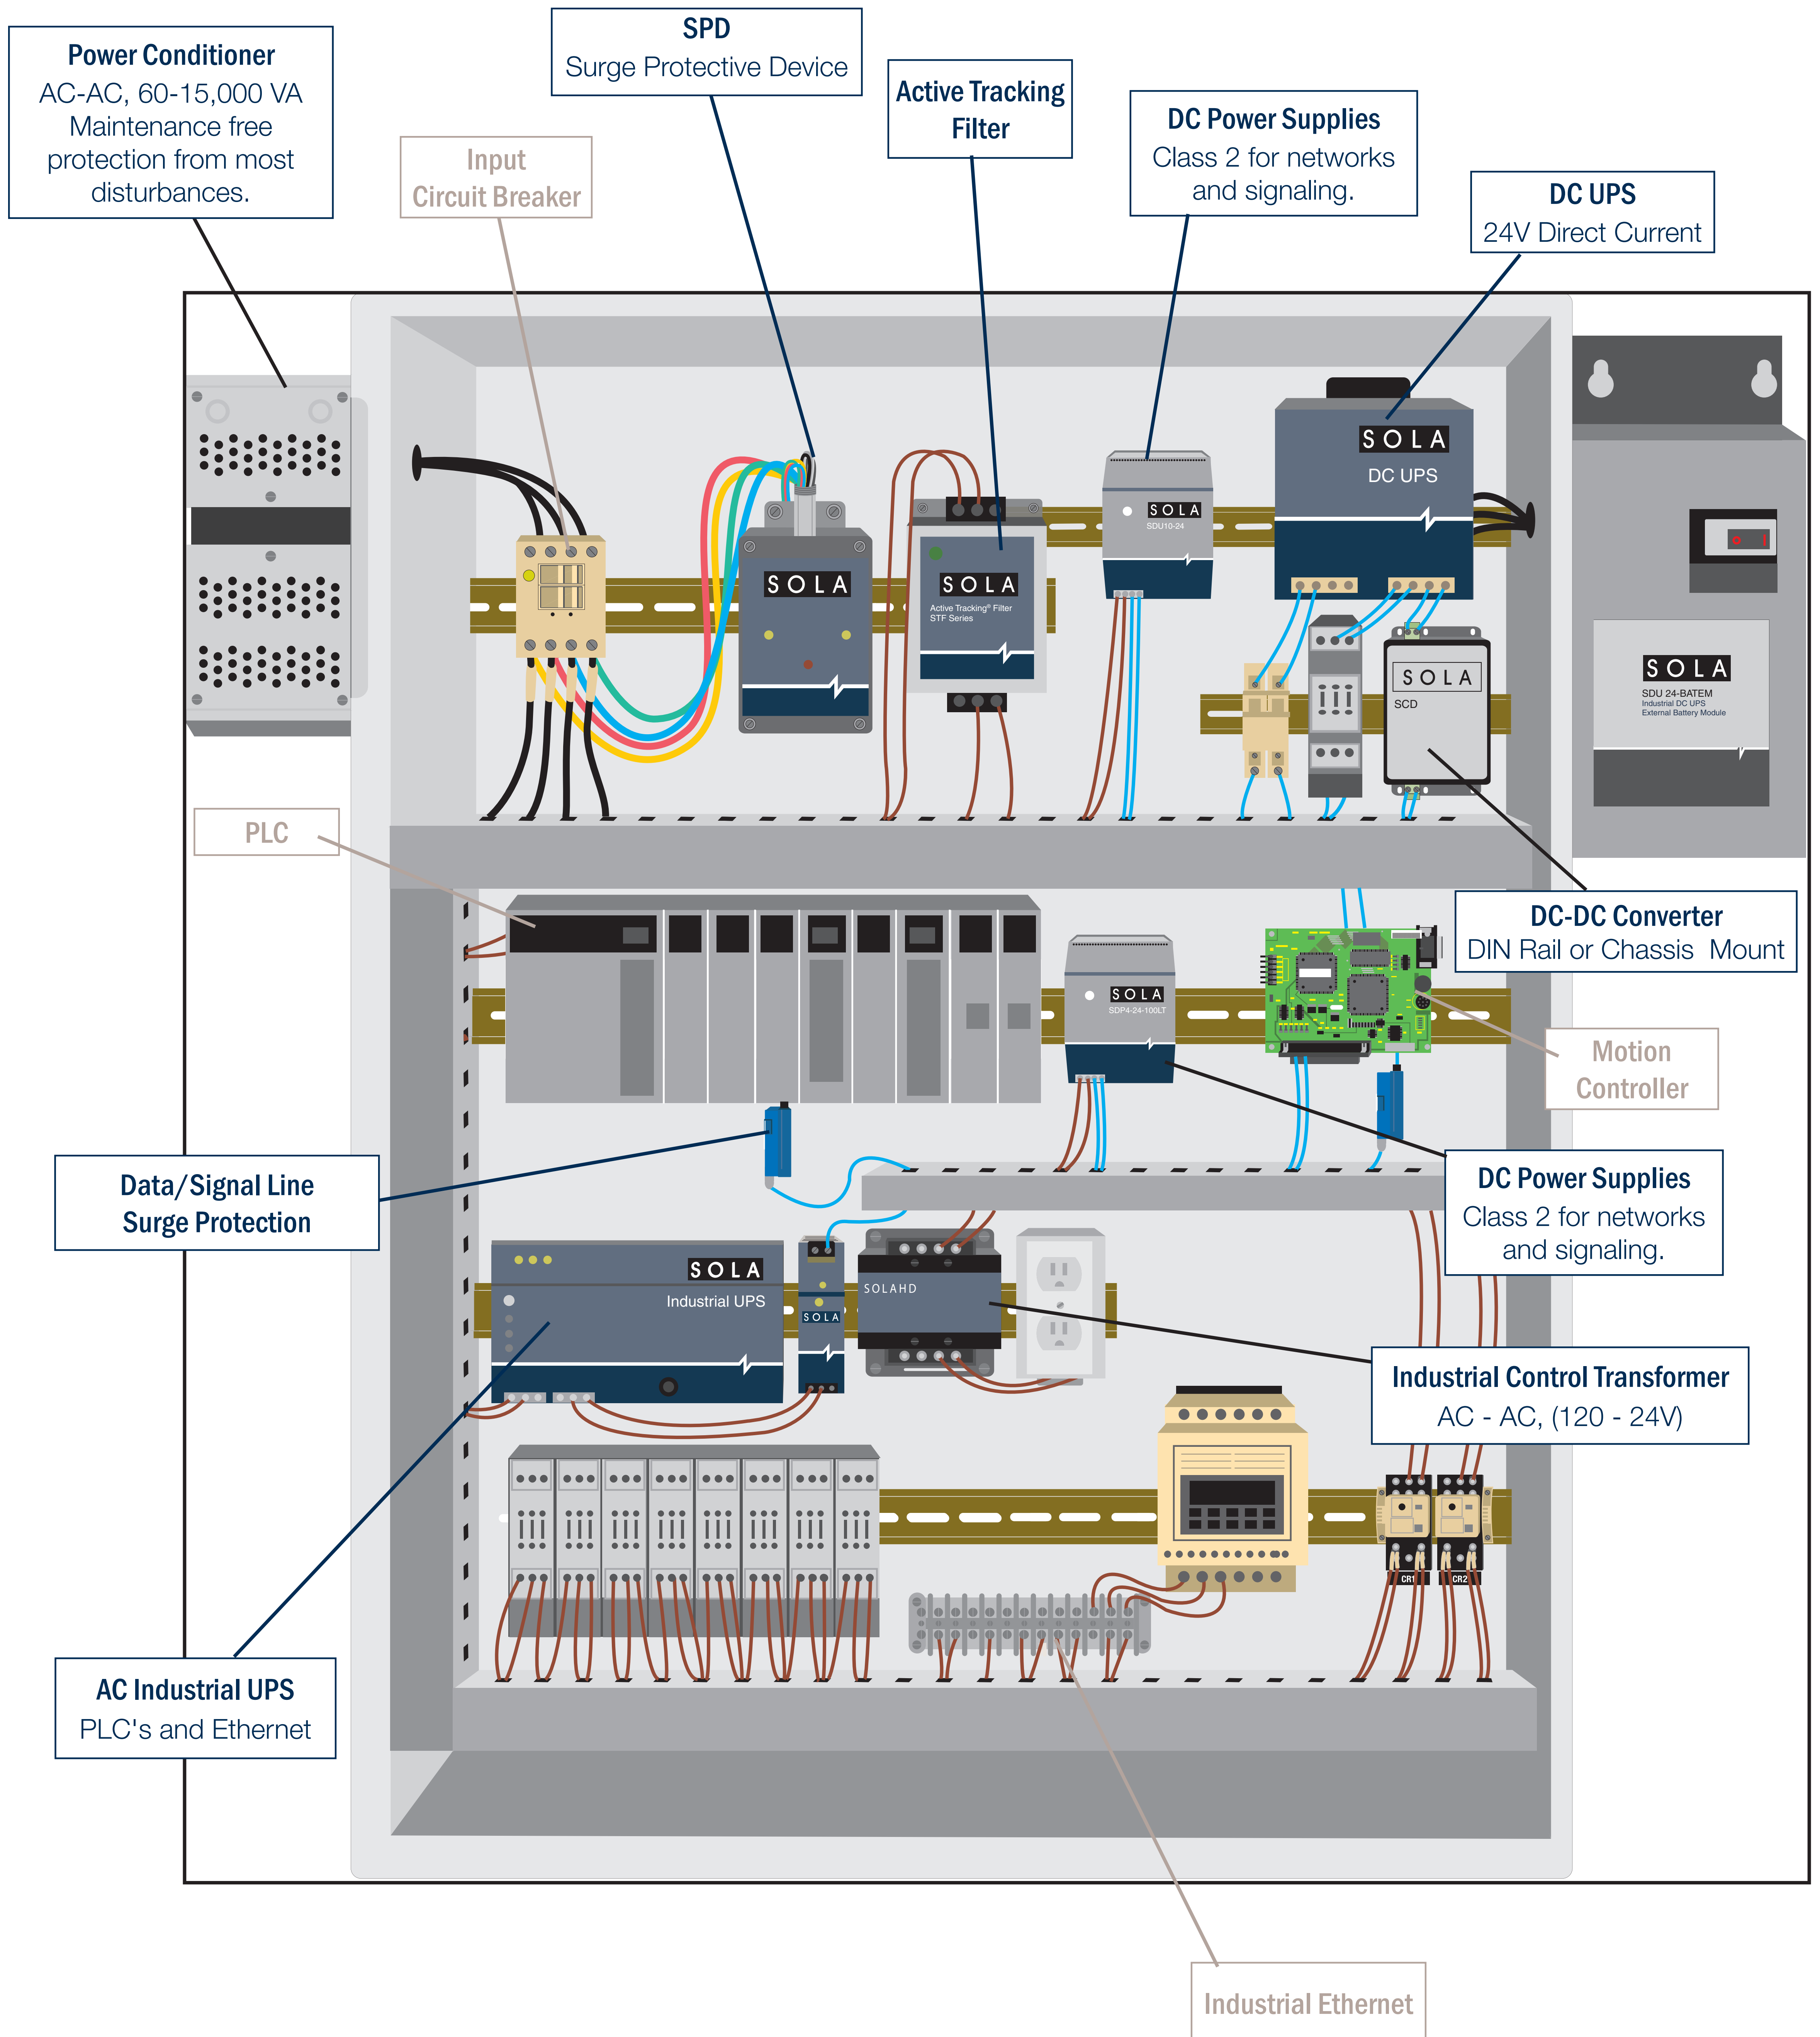 Power Conditioner
AC-AC, 60-15,000 VA
Maintenance free
protection from most
disturbances.
Input
Circuit Breaker
SPD
Surge Protective Device
Active Tracking
Filter
DC Power Supplies
Class 2 for networks
and signaling.
DC UPS
24V Direct Current
SOLA
DC UPS
SOLA
SDU10-24
SOLA
SOLA
Active Tracking® Filter
STF Series
SOLA
SCD
O I
SOLA
SDU 24-BATEM
Industrial DC UPS
External Battery Module
PLC
DC-DC Converter
DIN Rail or Chassis Mount
SOLA
SDP4-24-100LT
Motion
Controller
Data/Signal Line
Surge Protection
DC Power Supplies
Class 2 for networks
and signaling.
SOLA
Industrial UPS
SOLA
SOLAHD
Industrial Control Transformer
AC - AC, (120 - 24V)
CR1
CR2
AC Industrial UPS
PLC's and Ethernet
Industrial Ethernet